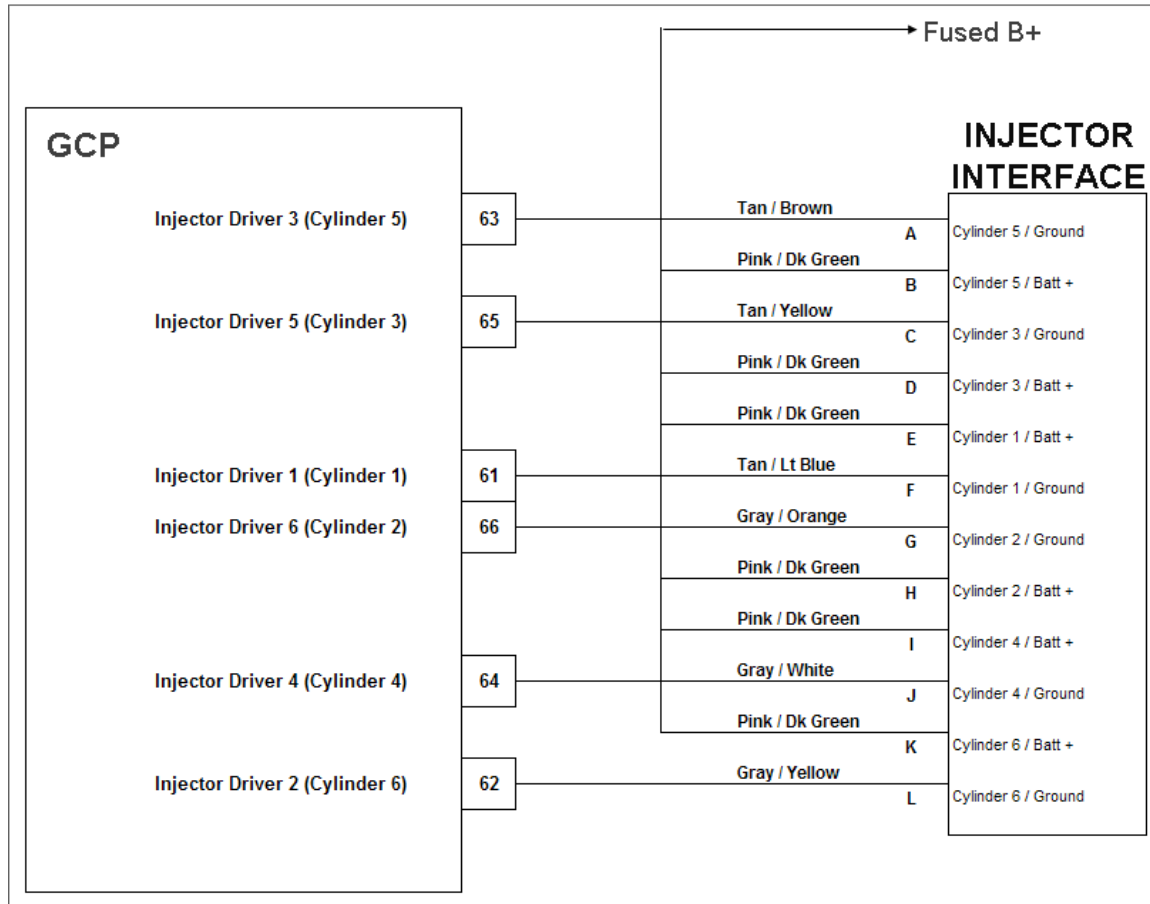 Fused B+
GCP
INJECTOR
INTERFACE
Injector Driver 3 (Cylinder 5)
63
Tan / Brown
A
Cylinder 5 / Ground
Pink / Dk Green
B
Cylinder 5 / Batt +
Injector Driver 5 (Cylinder 3)
65
Tan / Yellow
C
Cylinder 3 / Ground
Pink / Dk Green
D
Cylinder 3 / Batt +
Pink / Dk Green
E
Cylinder 1 / Batt +
Injector Driver 1 (Cylinder 1)
61
Tan / Lt Blue
F
Cylinder 1 / Ground
Injector Driver 6 (Cylinder 2)
66
Gray / Orange
G
Cylinder 2 / Ground
Pink / Dk Green
H
Cylinder 2 / Batt +
Pink / Dk Green
I
Cylinder 4 / Batt +
Injector Driver 4 (Cylinder 4)
64
Gray / White
J
Cylinder 4 / Ground
Pink / Dk Green
K
Cylinder 6 / Batt +
Injector Driver 2 (Cylinder 6)
62
Gray / Yellow
L
Cylinder 6 / Ground